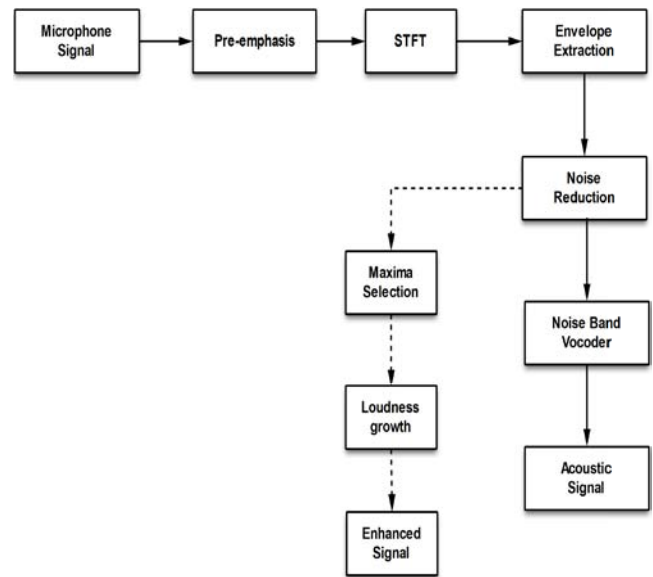 Microphone
Signal
Pre-emphasis
STFT
Envelope
Extraction
Noise
Reduction
Maxima
Selection
Noise Band
Vocoder
Loudness
growth
Acoustic
Signal
Enhanced
Signal